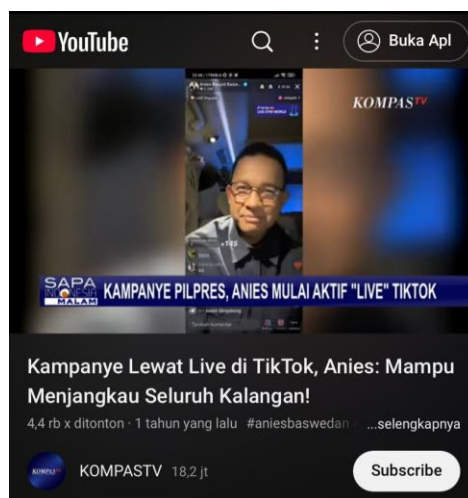 YouTube
Buka Apl
KOMPASTV
LIVE
+145
SAPA
INDONESIA
MALAM
KAMPANYE PILPRES, ANIES MULAI AKTIF "LIVE" TIKTOK
Kampanye Lewat Live di TikTok, Anies: Mampu
Menjangkau Seluruh Kalangan!
4,4 rb x ditonton · 1 tahun yang lalu #aniesbaswedan ...selengkapnya
KOMPASTV 18,2 jt
Subscribe